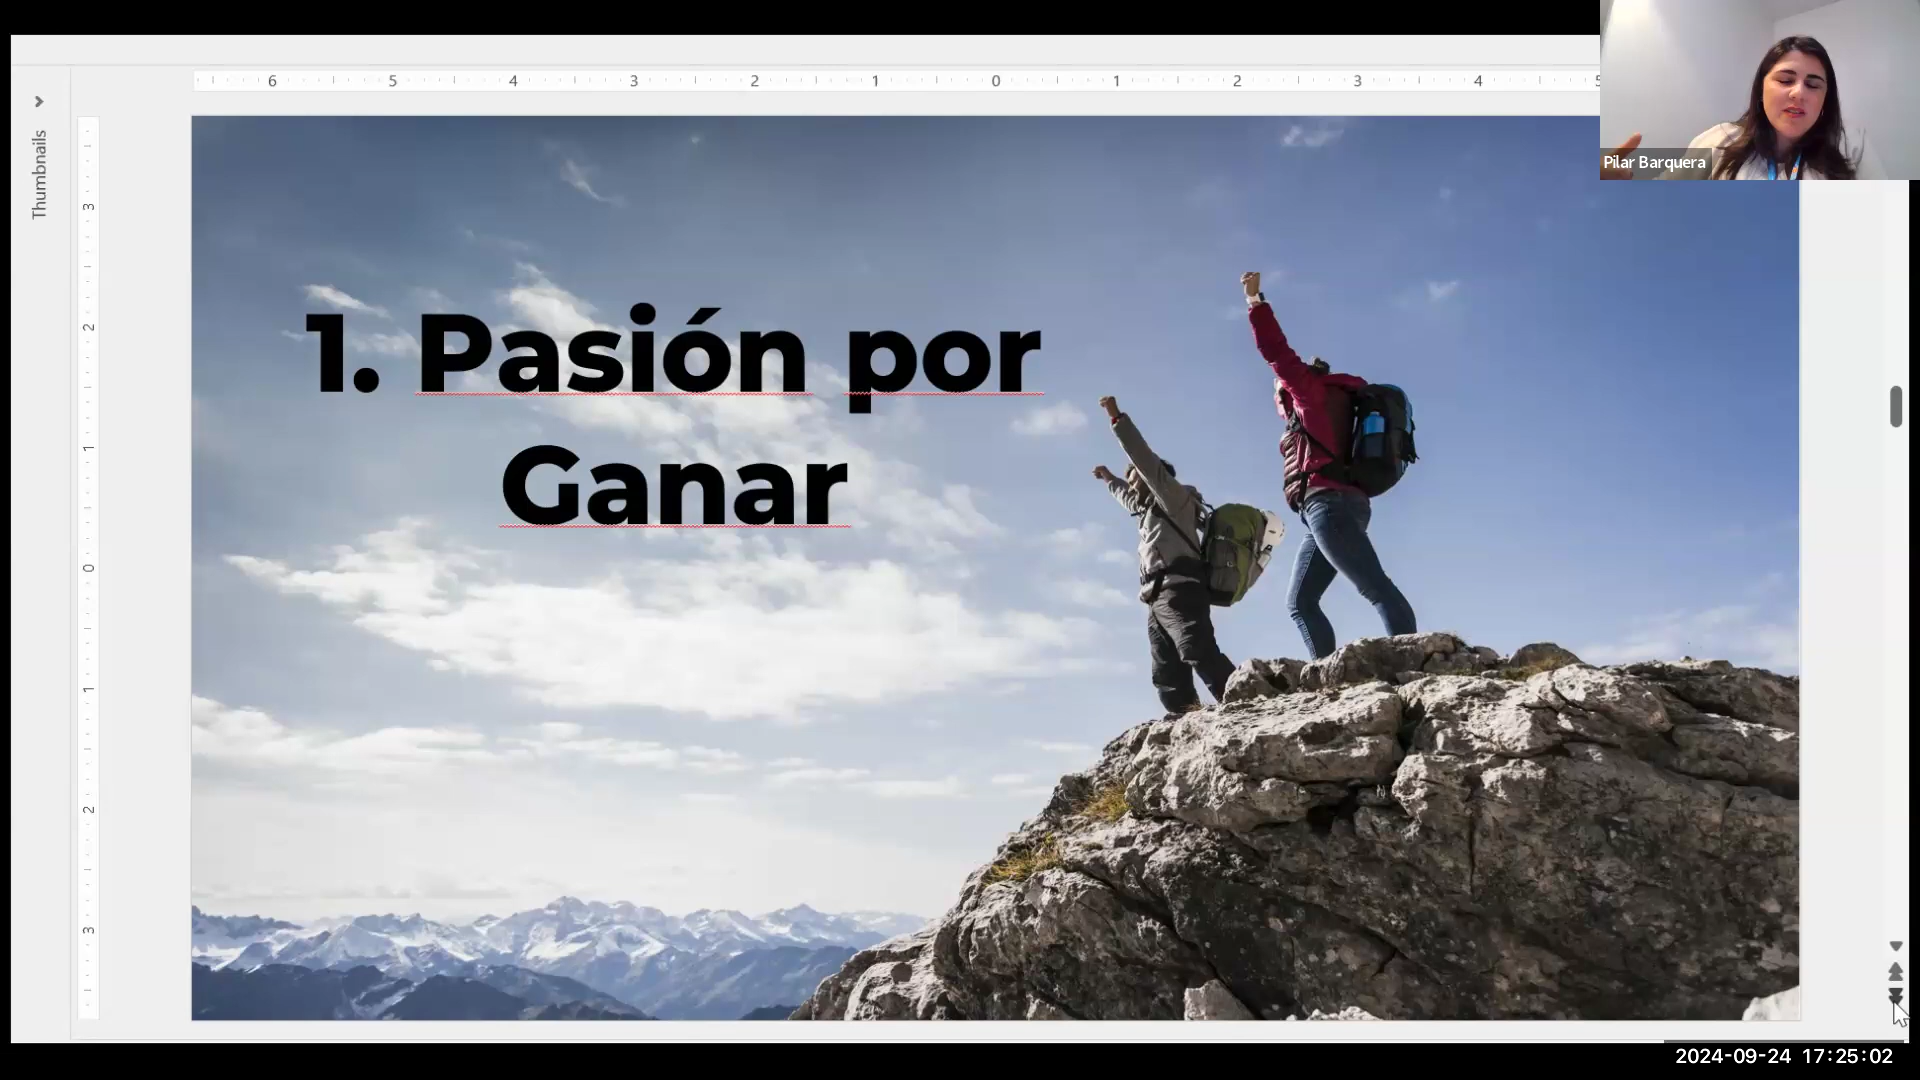 6 5 4 3 2 1 0 1 2 3 4 5
Pilar Barquera
Thumbnails
3
2
1
0
1
2
3
1. Pasión por
Ganar
2024-09-24 17:25:02